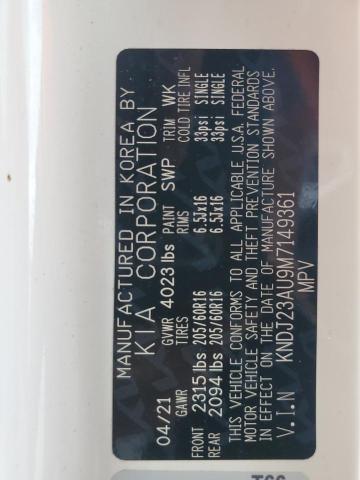 MANUFACTURED IN KOREA BY
KIA CORPORATION
04/21 GVWR 4023 lbs PAINT SWP TRIM WK
GAWR TIRES RIMS COLD TIRE INFL
FRONT 2315 lbs 205/60R16 6.5Jx16 33psi SINGLE
REAR 2094 lbs 205/60R16 6.5Jx16 33psi SINGLE
THIS VEHICLE CONFORMS TO ALL APPLICABLE U.S.A. FEDERAL
MOTOR VEHICLE SAFETY AND THEFT PREVENTION STANDARDS
IN EFFECT ON THE DATE OF MANUFACTURE SHOWN ABOVE.
V.I.N KNDJ23AU9M7149361
MPV